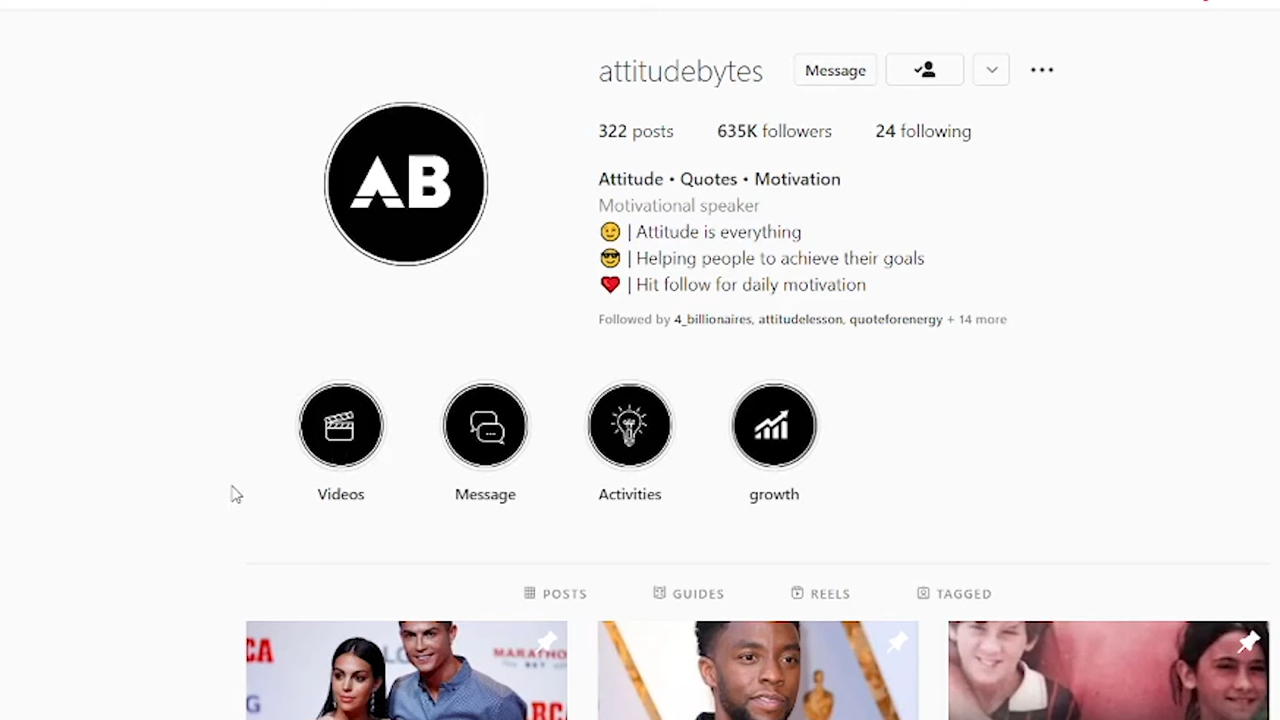 attitudebytes Message
322 posts 635K followers 24 following
AB
Attitude • Quotes • Motivation
Motivational speaker
😉 | Attitude is everything
😎 | Helping people to achieve their goals
❤️ | Hit follow for daily motivation
Followed by 4_billionaires, attitudelesson, quoteforenergy + 14 more
Videos Message Activities growth
POSTS GUIDES REELS TAGGED
MARATHO